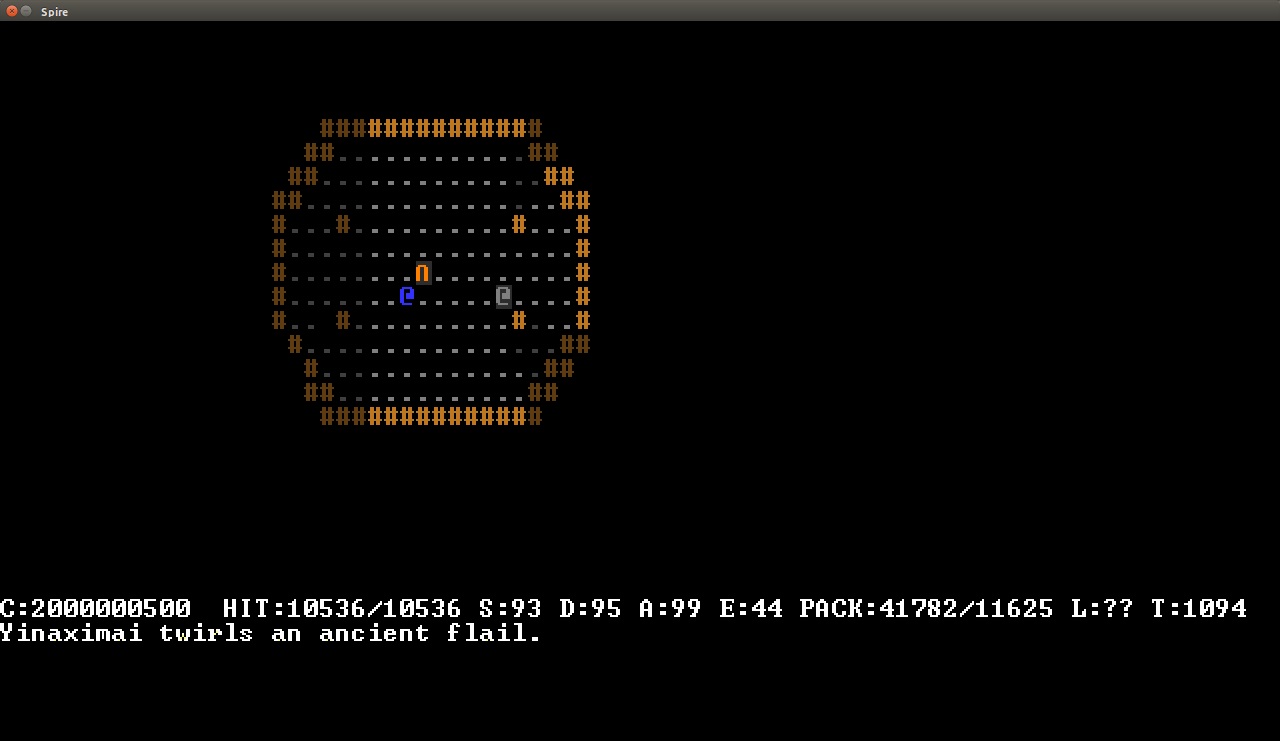 Spire
C:2000000500 HIT:10536/10536 S:93 D:95 A:99 E:44 PACK:41782/11625 L:?? T:1094
Yinaximai twirls an ancient flail.